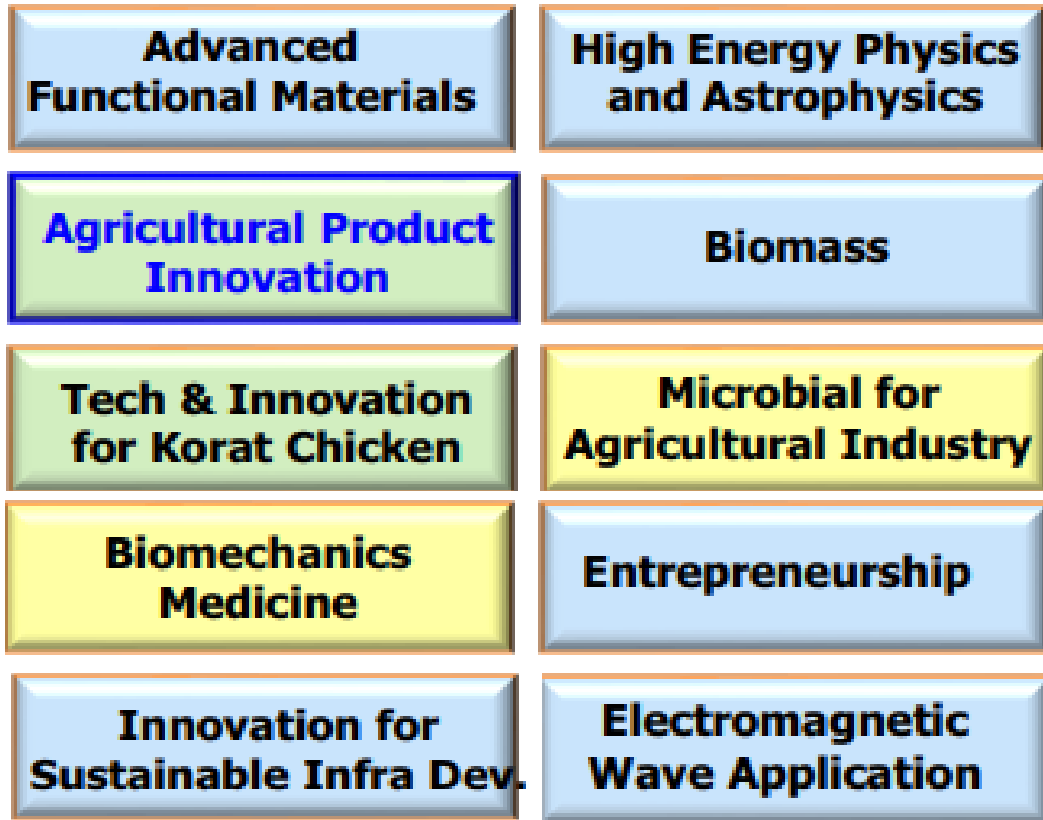 Advanced
Functional Materials
High Energy Physics
and Astrophysics
Agricultural Product
Innovation
Biomass
Tech & Innovation
for Korat Chicken
Microbial for
Agricultural Industry
Biomechanics
Medicine
Entrepreneurship
Innovation for
Sustainable Infra Dev.
Electromagnetic
Wave Application